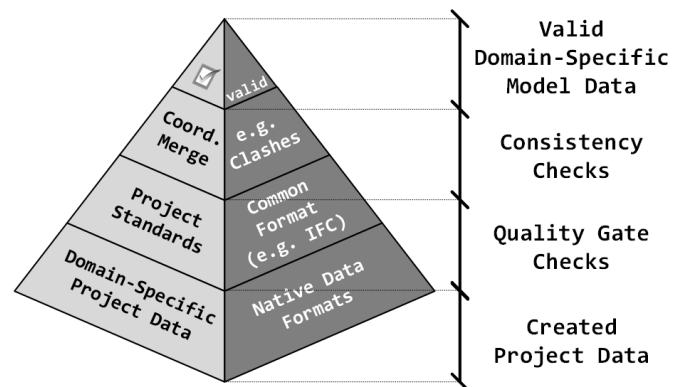 valid
Coord.
Merge
e.g.
Clashes
Project
Standards
Common
Format
(e.g. IFC)
Domain-Specific
Project Data
Native Data
Formats
Valid
Domain-Specific
Model Data
Consistency
Checks
Quality Gate
Checks
Created
Project Data